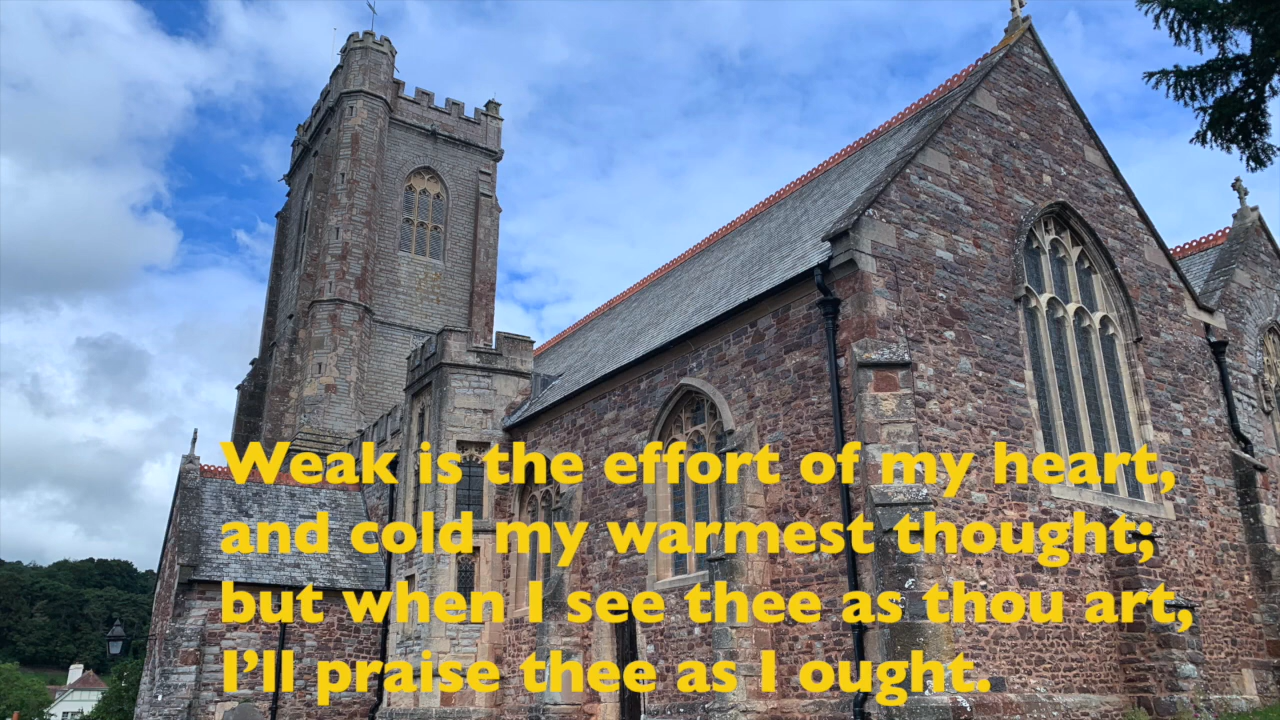 Weak is the effort of my heart,
and cold my warmest thought;
but when I see thee as thou art,
I’ll praise thee as I ought.